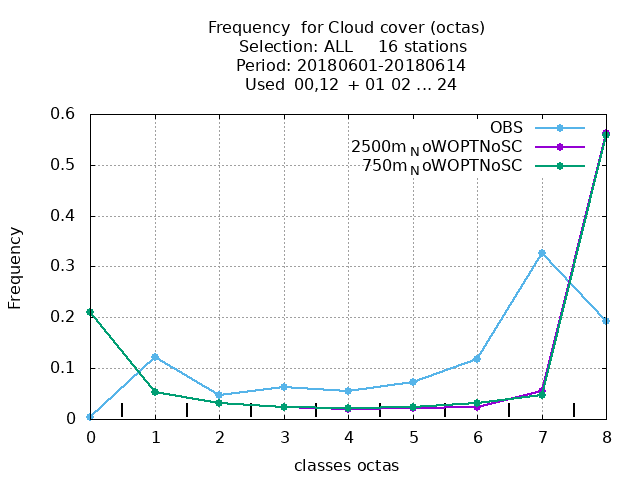 Frequency for Cloud cover (octas)
Selection: ALL 16 stations
Period: 20180601-20180614
Used 00,12 + 01 02 ... 24
0.6
OBS
2500m_NoWOPTNoSC
750m_NoWOPTNoSC
0.5
0.4
0.3
0.2
0.1
0
Frequency
0 1 2 3 4 5 6 7 8
classes octas